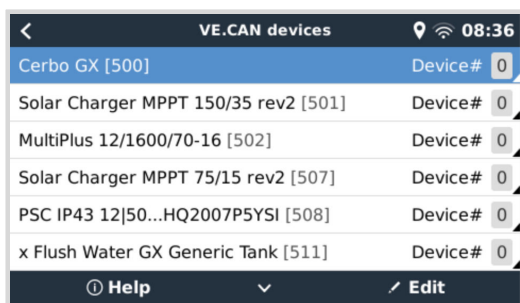 VE.CAN devices 08:36
Cerbo GX [500] Device# 0
Solar Charger MPPT 150/35 rev2 [501] Device# 0
MultiPlus 12/1600/70-16 [502] Device# 0
Solar Charger MPPT 75/15 rev2 [507] Device# 0
PSC IP43 12|50...HQ2007P5YSI [508] Device# 0
x Flush Water GX Generic Tank [511] Device# 0
Help Edit